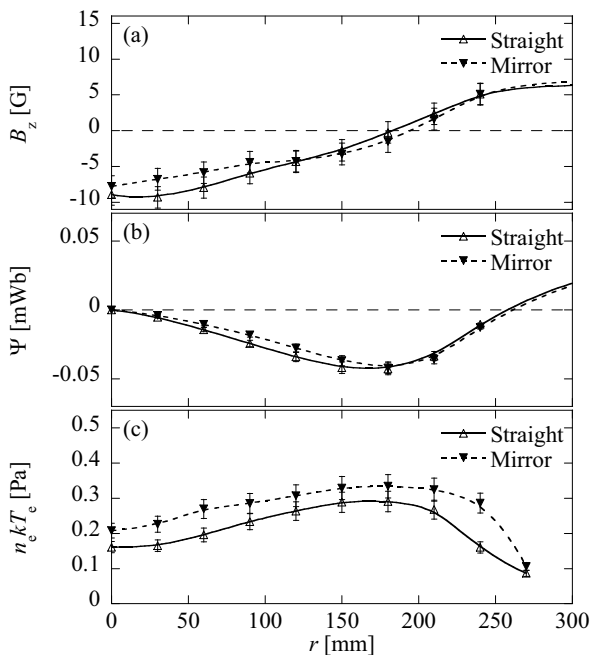 (a)
Straight
Mirror
10
5
0
-5
-10
B_z [G]
(b)
Straight
Mirror
0.05
0
-0.05
Ψ [mWb]
(c)
Straight
Mirror
0.5
0.4
0.3
0.2
0.1
0
n_e kT_e [Pa]
0 50 100 150 200 250 300
r [mm]